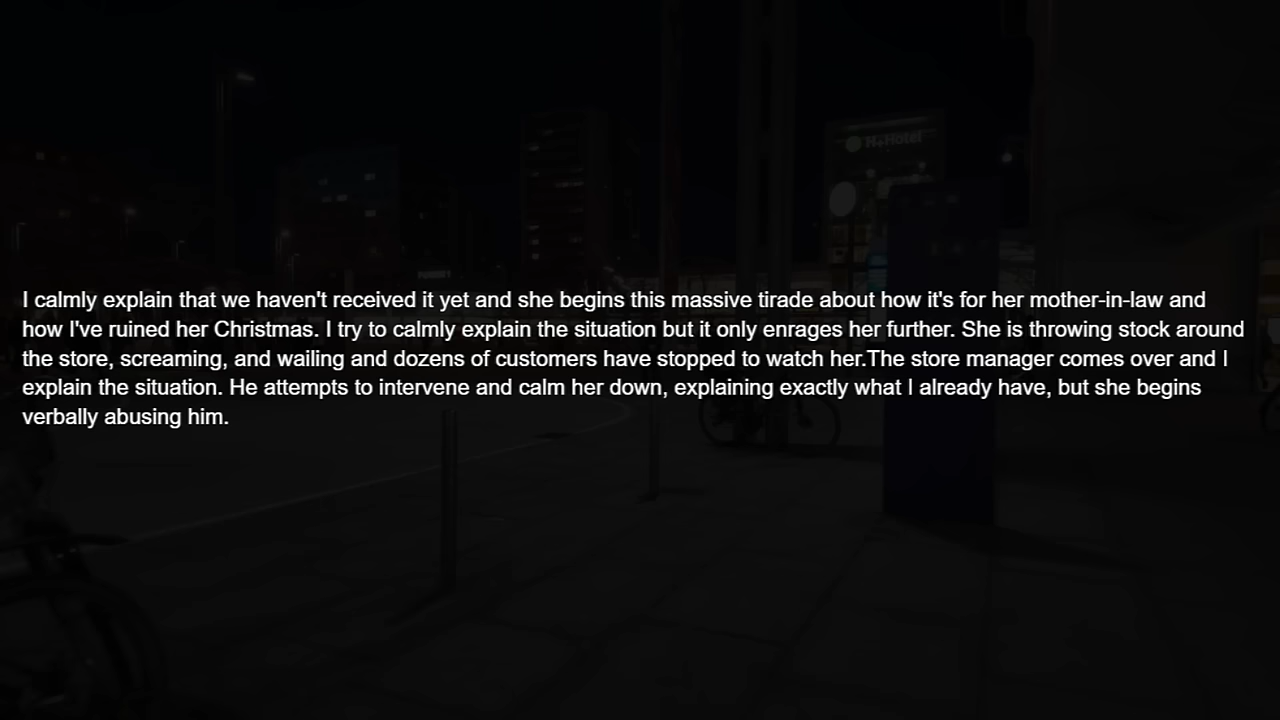 H+Hotel
I calmly explain that we haven't received it yet and she begins this massive tirade about how it's for her mother-in-law and
how I've ruined her Christmas. I try to calmly explain the situation but it only enrages her further. She is throwing stock around
the store, screaming, and wailing and dozens of customers have stopped to watch her.The store manager comes over and I
explain the situation. He attempts to intervene and calm her down, explaining exactly what I already have, but she begins
verbally abusing him.